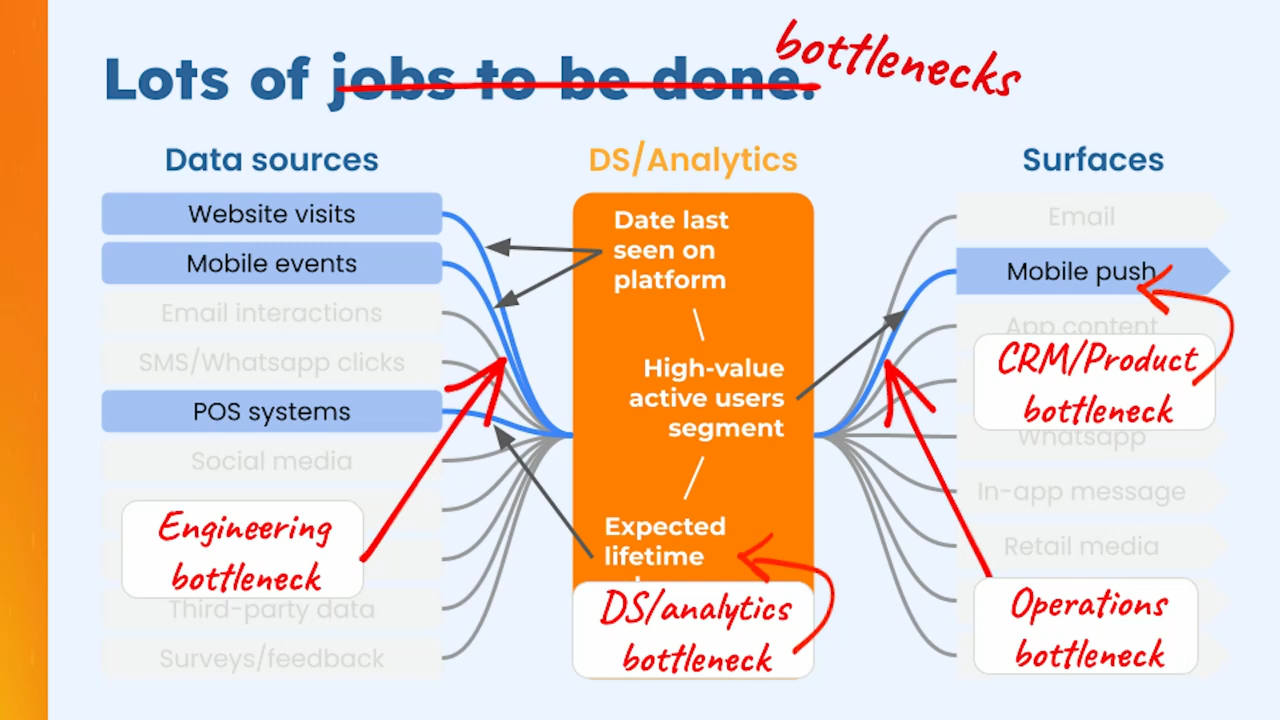 Lots of jobs to be done.
bottlenecks
Data sources
Website visits
Mobile events
Email interactions
SMS/Whatsapp clicks
POS systems
Social media
Engineering
bottleneck
Third-party data
Surveys/feedback
DS/Analytics
Date last
seen on
platform
High-value
active users
segment
Expected
lifetime
DS/analytics
bottleneck
Surfaces
Email
Mobile push
App content
CRM/Product
bottleneck
Whatsapp
In-app message
Retail media
Operations
bottleneck